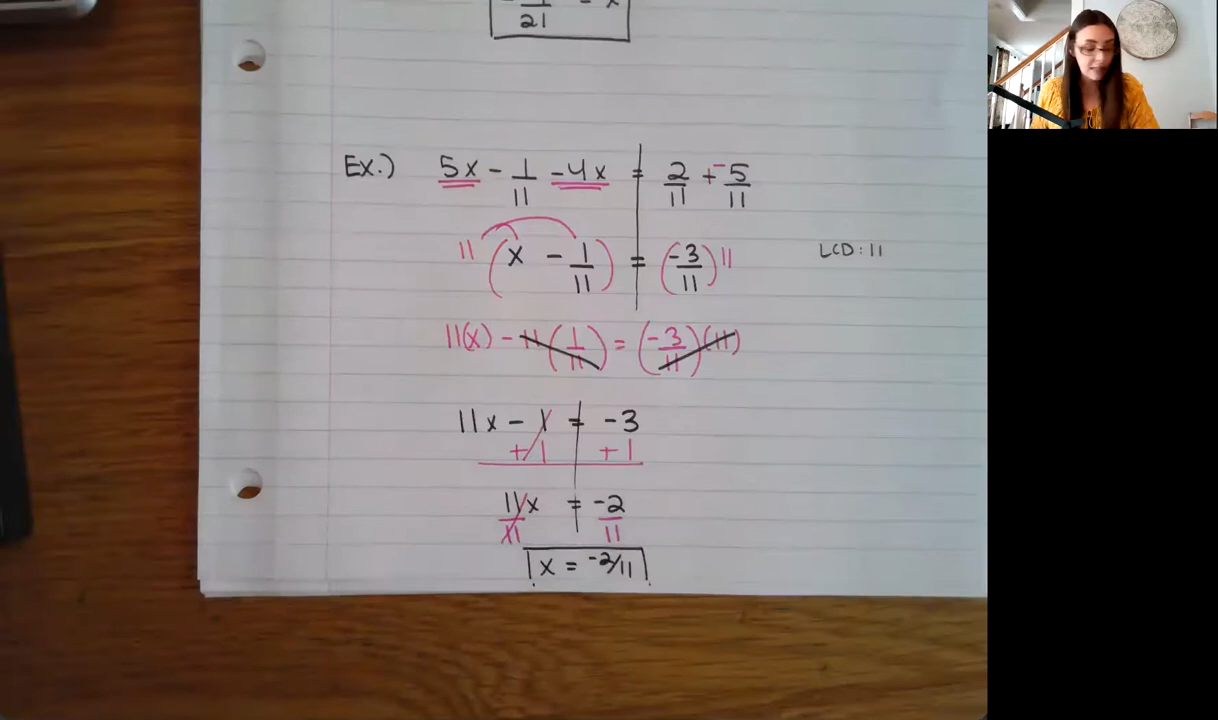 21
Ex.) 5x - 1/11 - 4x = 2/11 + -5/11
11(x - 1/11) = (-3/11)11
LCD: 11
11(x) - 11(1/11) = (-3/11)(11)
11x - 1 = -3
+1 +1
11x = -2
11 11
x = -2/11